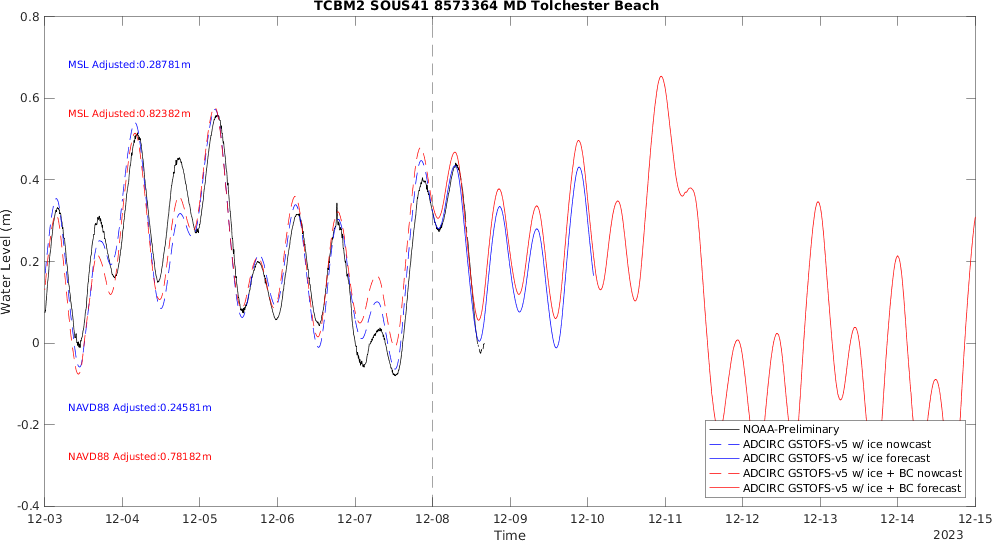 TCBM2 SOUS41 8573364 MD Tolchester Beach
Water Level (m)
0.8
0.6
0.4
0.2
0
-0.2
-0.4
MSL Adjusted:0.28781m
MSL Adjusted:0.82382m
NAVD88 Adjusted:0.24581m
NAVD88 Adjusted:0.78182m
NOAA-Preliminary
ADCIRC GSTOFS-v5 w/ ice nowcast
ADCIRC GSTOFS-v5 w/ ice forecast
ADCIRC GSTOFS-v5 w/ ice + BC nowcast
ADCIRC GSTOFS-v5 w/ ice + BC forecast
12-03 12-04 12-05 12-06 12-07 12-08 12-09 12-10 12-11 12-12 12-13 12-14 12-15
Time
2023